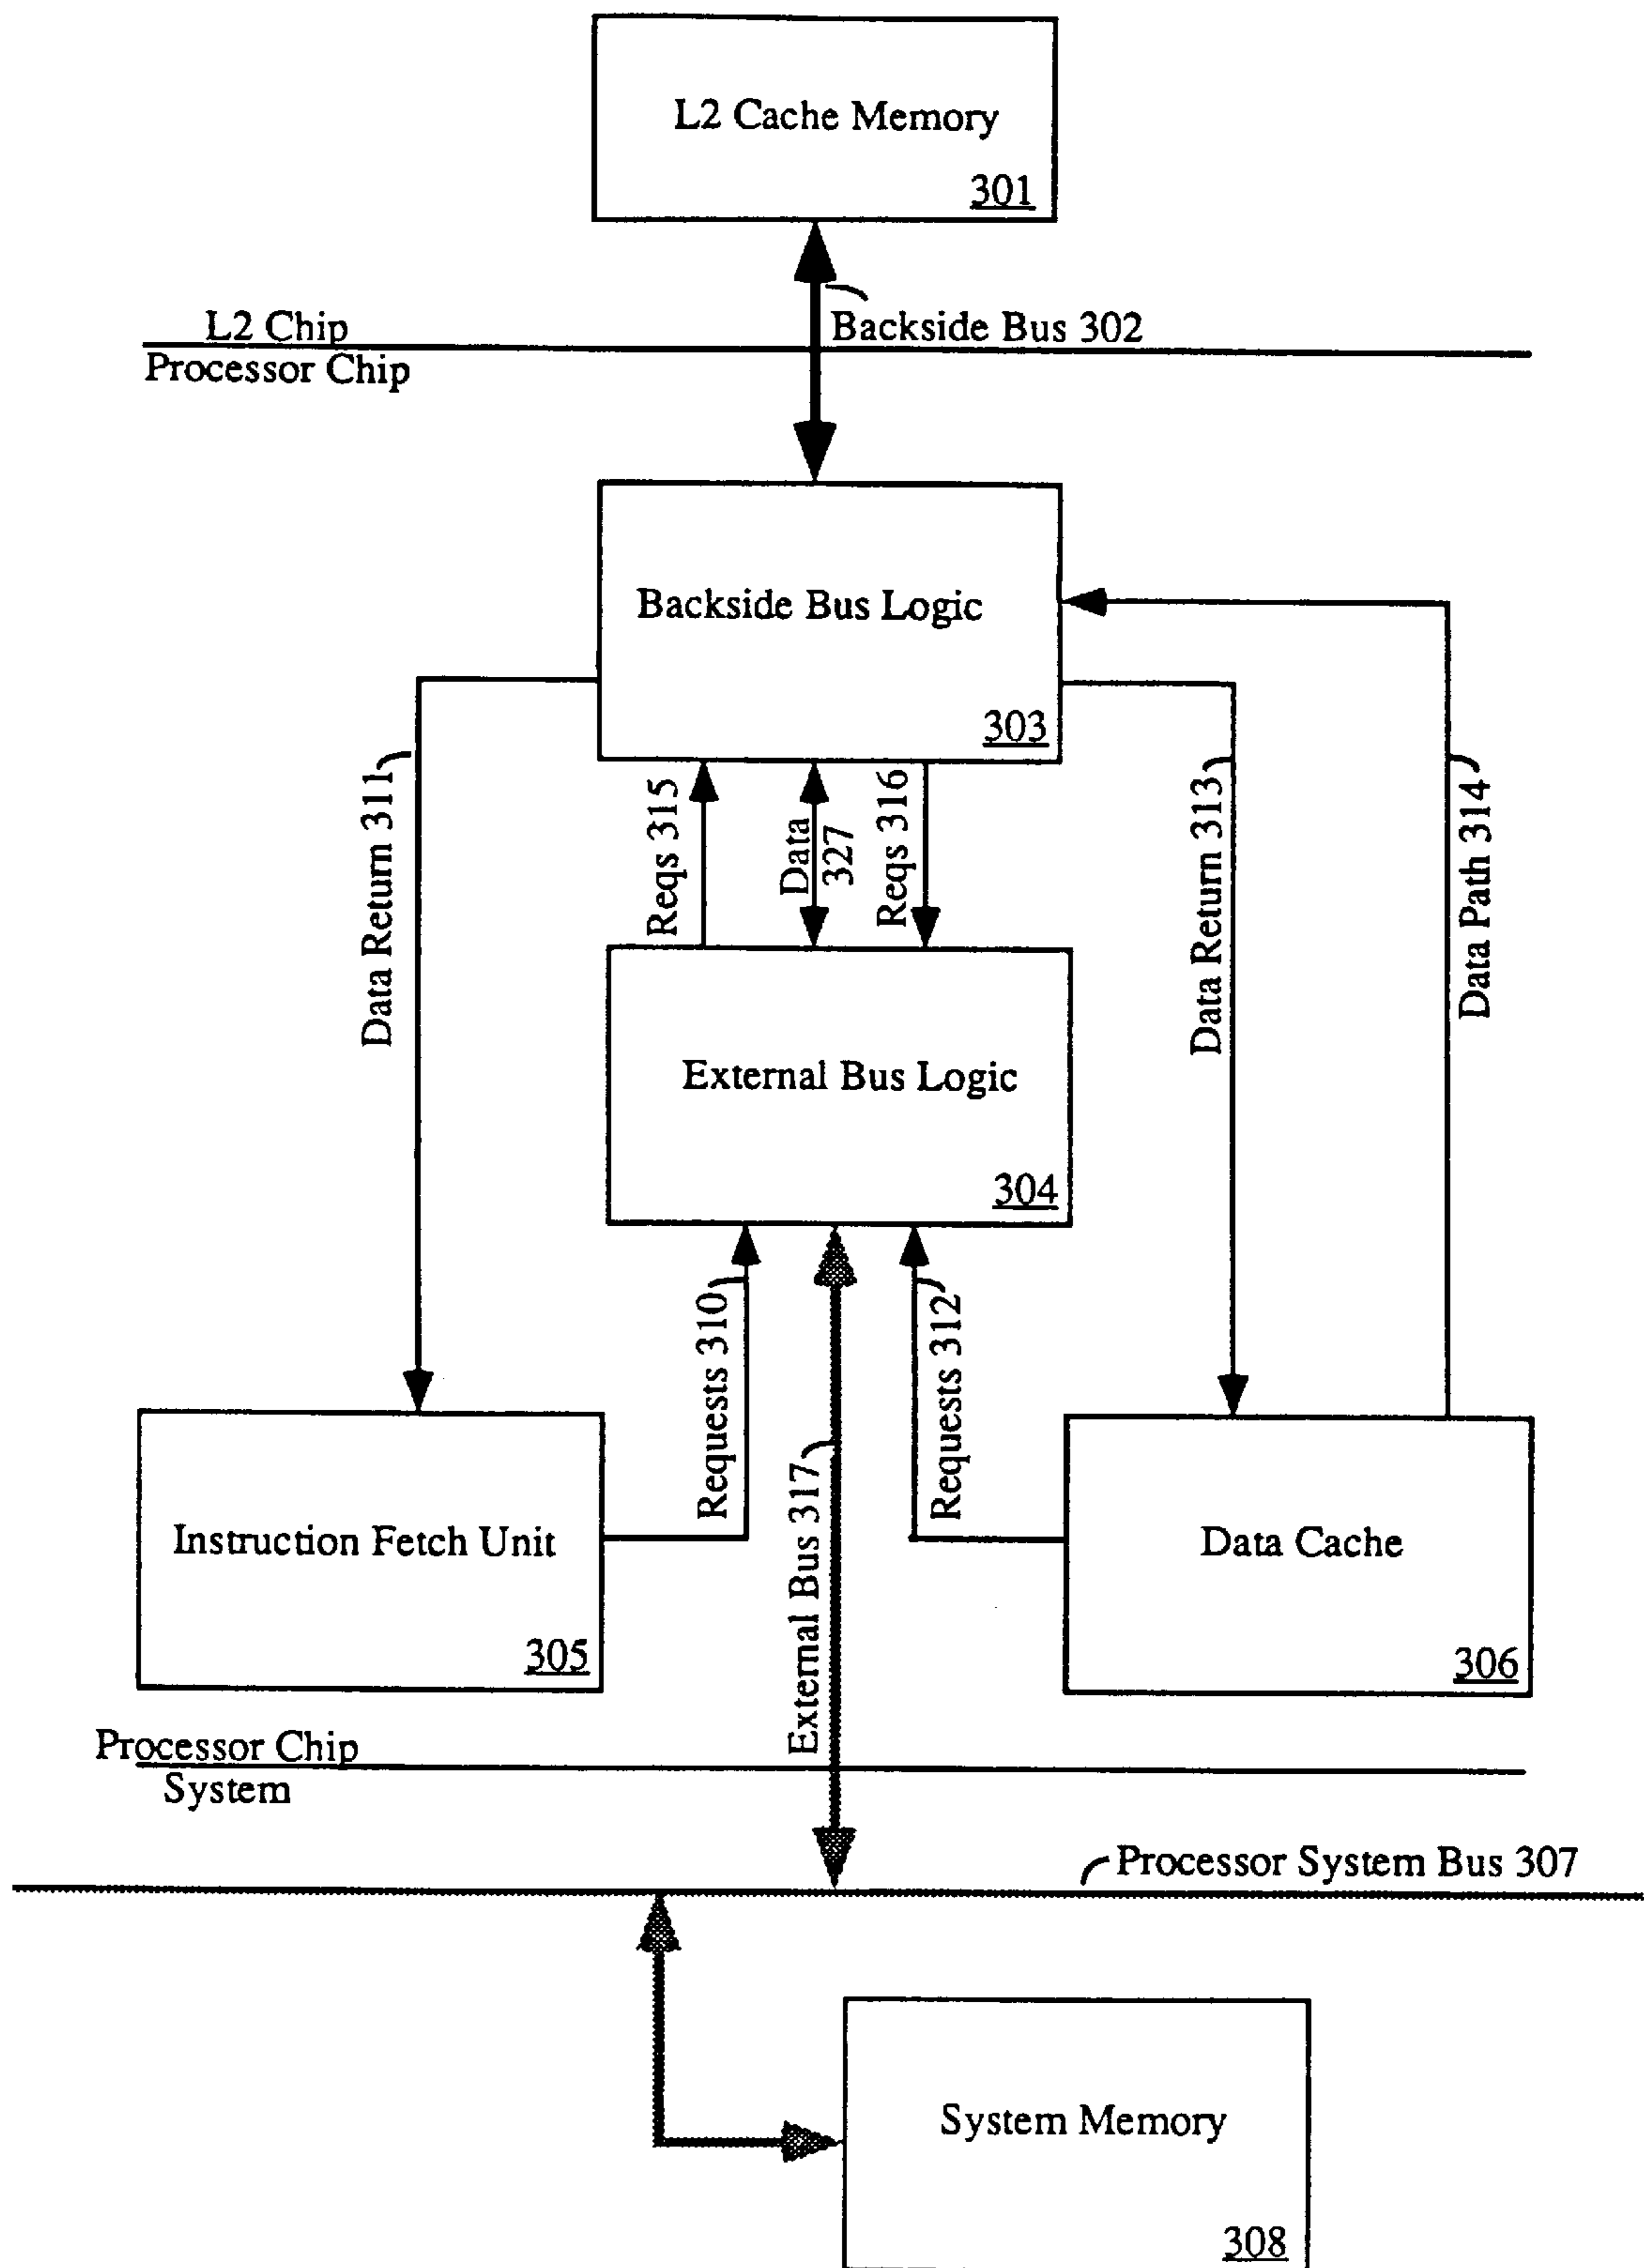 L2 Cache Memory
301
L2 Chip
Backside Bus 302
Processor Chip
Backside Bus Logic
303
Data Return 311
Reqs 315
Data
327
Reqs 316
Data Return 313
Data Path 314
External Bus Logic
304
Requests 310
External Bus 317
Requests 312
Instruction Fetch Unit
305
Data Cache
306
Processor Chip
System
Processor System Bus 307
System Memory
308